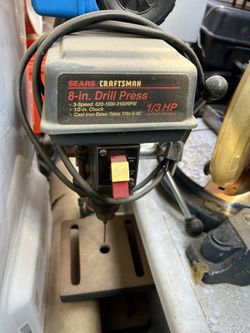 SEARS CRAFTSMAN
8-in. Drill Press
• 3-Speed: 520-1300-3100RPM
• 1/2-in. Chuck
• Cast Iron Base; Table Tilts 0-45°
1/3 HP